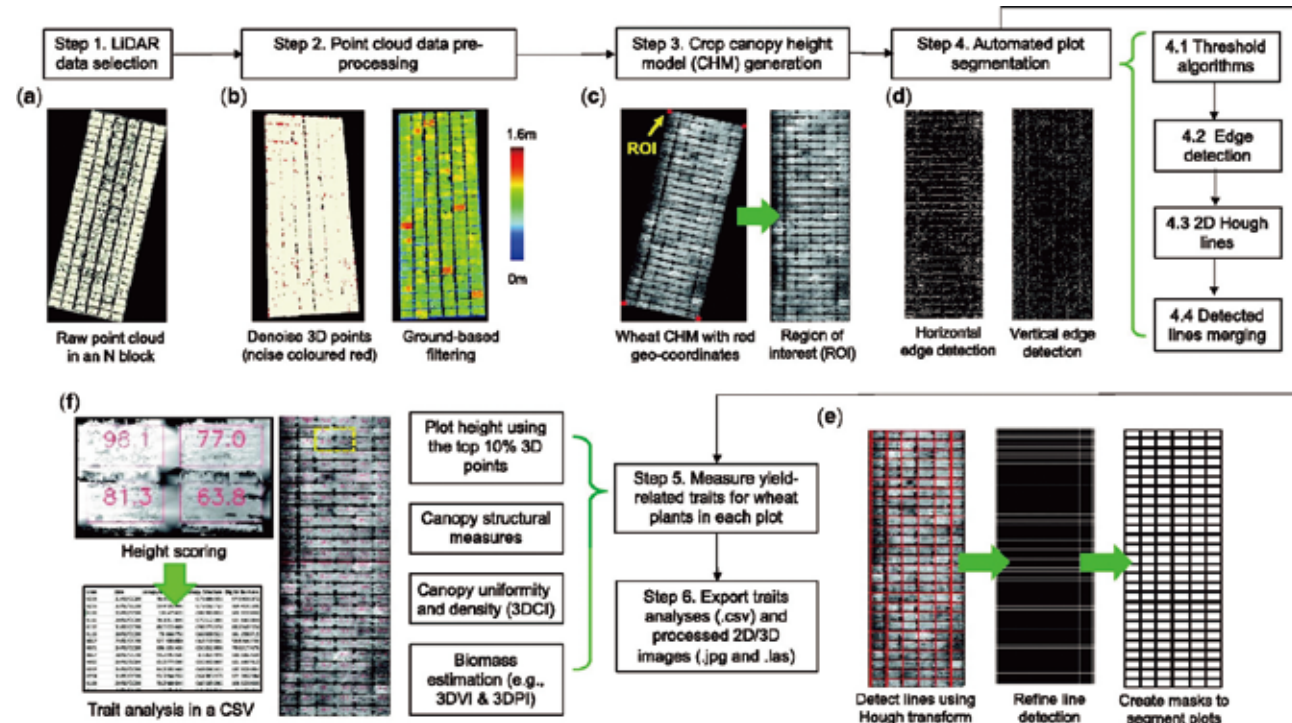 Step 1. LiDAR
data selection
Step 2. Point cloud data pre-
processing
Step 3. Crop canopy height
model (CHM) generation
Step 4. Automated plot
segmentation
4.1 Threshold
algorithms
4.2 Edge
detection
4.3 2D Hough
lines
4.4 Detected
lines merging
(a)
Raw point cloud
in an N block
(b)
Denoise 3D points
(noise coloured red)
Ground-based
filtering
1.6m
0m
(c)
ROI
Wheat CHM with red
geo-coordinates
Region of
interest (ROI)
(d)
Horizontal
edge detection
Vertical edge
detection
(e)
Detect lines using
Hough transform
Refine line
detection
Create masks to
segment plots
Step 5. Measure yield-
related traits for wheat
plants in each plot
Step 6. Export traits
analyses (.csv) and
processed 2D/3D
images (.jpg and .las)
Plot height using
the top 10% 3D
points
Canopy structural
measures
Canopy uniformity
and density (3DCI)
Biomass
estimation (e.g.,
3DVI & 3DPI)
(f)
98.1 77.0
81.3 63.8
Height scoring
Trait analysis in a CSV